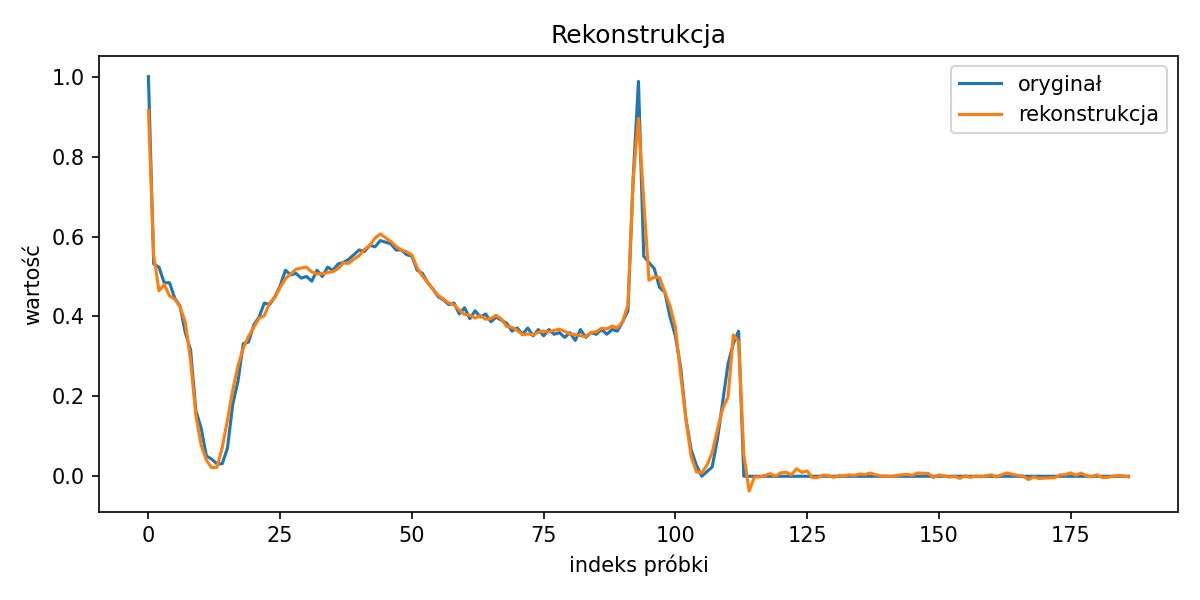 Rekonstrukcja
oryginał
rekonstrukcja
wartość
1.0
0.8
0.6
0.4
0.2
0.0
0 25 50 75 100 125 150 175
indeks próbki